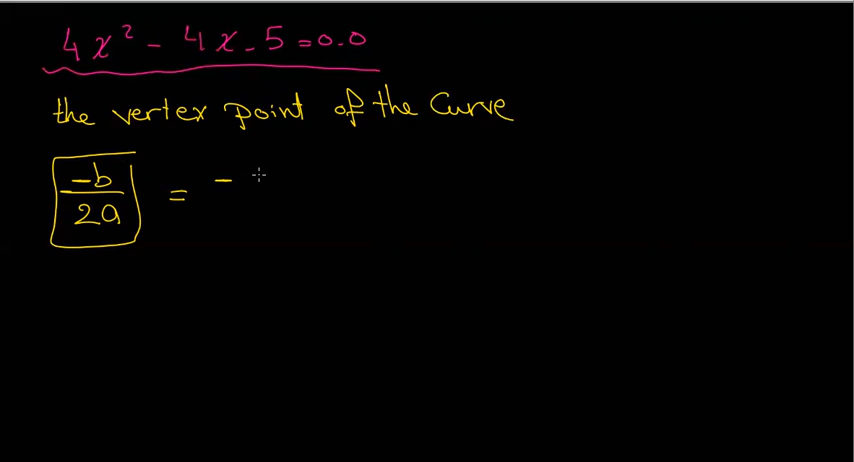 4x² - 4x - 5 = 0.0
the vertex point of the Curve
-b/2a = -